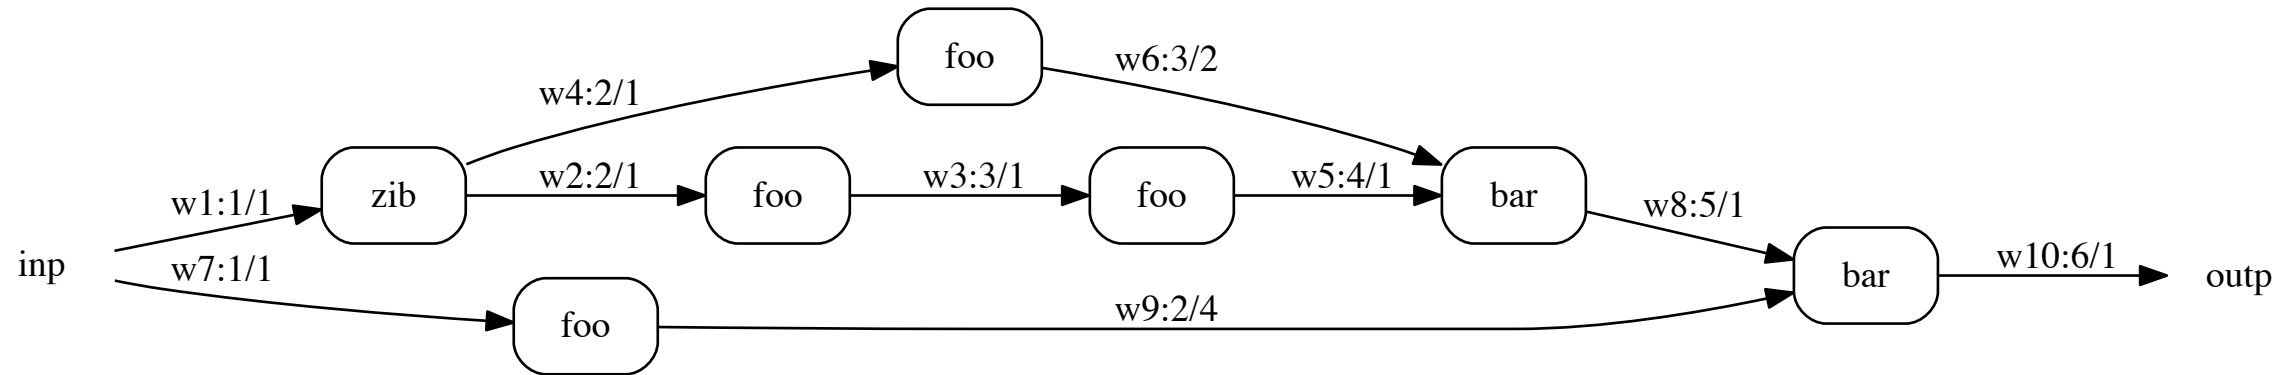 foo
w6:3/2
w4:2/1
zib
w2:2/1
foo
w3:3/1
foo
w5:4/1
bar
w8:5/1
w1:1/1
inp
w7:1/1
foo
w9:2/4
bar
w10:6/1
outp